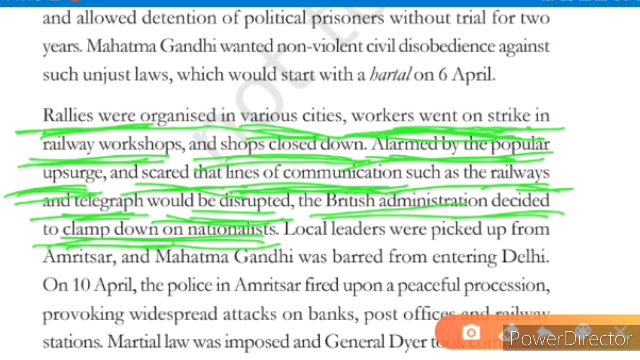 and allowed detention of political prisoners without trial for two
years. Mahatma Gandhi wanted non-violent civil disobedience against
such unjust laws, which would start with a hartal on 6 April.
Rallies were organised in various cities, workers went on strike in
railway workshops, and shops closed down. Alarmed by the popular
upsurge, and scared that lines of communication such as the railways
and telegraph would be disrupted, the British administration decided
to clamp down on nationalists. Local leaders were picked up from
Amritsar, and Mahatma Gandhi was barred from entering Delhi.
On 10 April, the police in Amritsar fired upon a peaceful procession,
provoking widespread attacks on banks, post offices and railway
stations. Martial law was imposed and General Dyer
PowerDirector